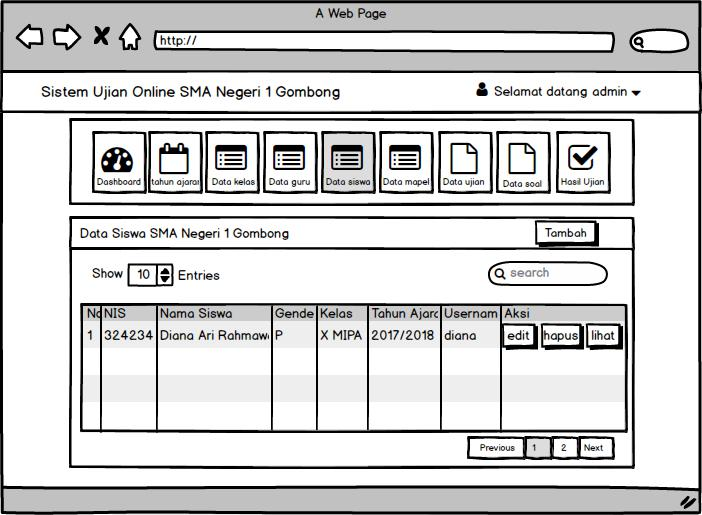 A Web Page
http://
Sistem Ujian Online SMA Negeri 1 Gombong
Selamat datang admin
Dashboard tahun ajaran Data kelas Data guru Data siswa Data mapel Data ujian Data soal Hasil Ujian
Data Siswa SMA Negeri 1 Gombong Tambah
Show 10 Entries search
No NIS Nama Siswa Gende Kelas Tahun Ajarc Usernam Aksi
1 324234 Diana Ari Rahmaw P X MIPA 2017/2018 diana edit hapus lihat
Previous 1 2 Next